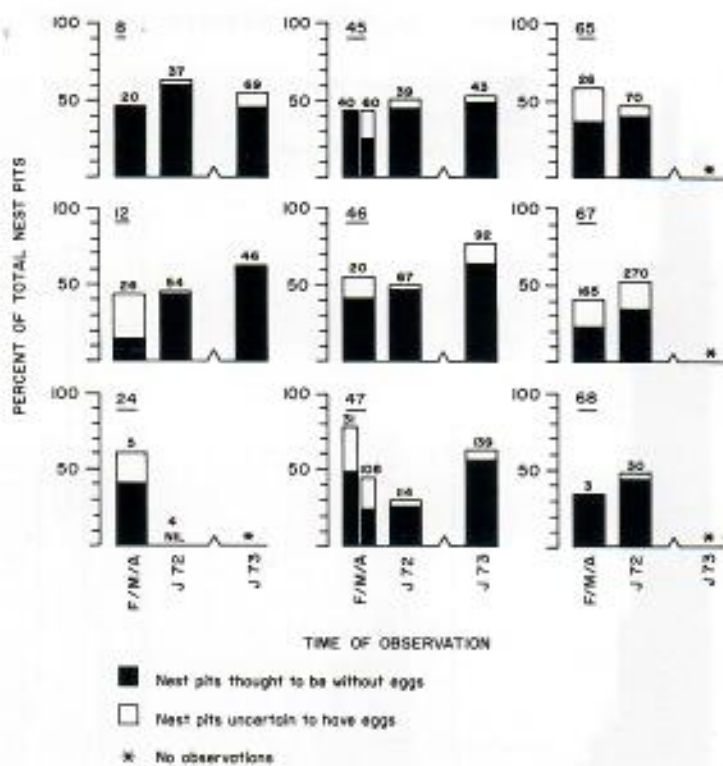 PERCENT OF TOTAL NEST PITS
100 8 100 45 100 65
37 69 39 43 26 70
20 40 60
50 50 50
*
100 12 100 46 100 67
26 54 46 20 67 92 165 270
50 50 50
*
100 24 100 47 100 68
5 31 108 114 139 3 30
50 50 50
4
NIL *
*
F/M/A J 72 J 73 F/M/A J 72 J 73 F/M/A J 72 J 73
TIME OF OBSERVATION
Nest pits thought to be without eggs
Nest pits uncertain to have eggs
* No observations